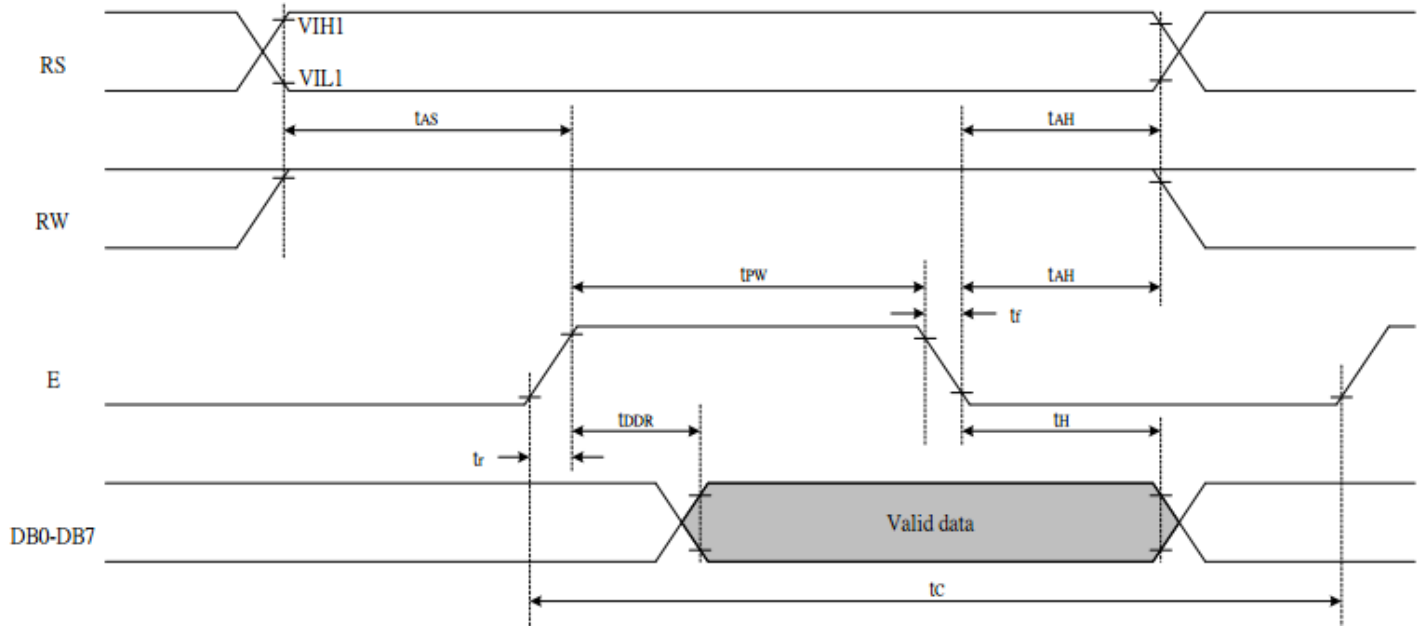 VIH1
RS
VIL1
tAS tAH
RW
tPW tAH
tf
E
tDDR tH
tr
Valid data
DB0-DB7
tC